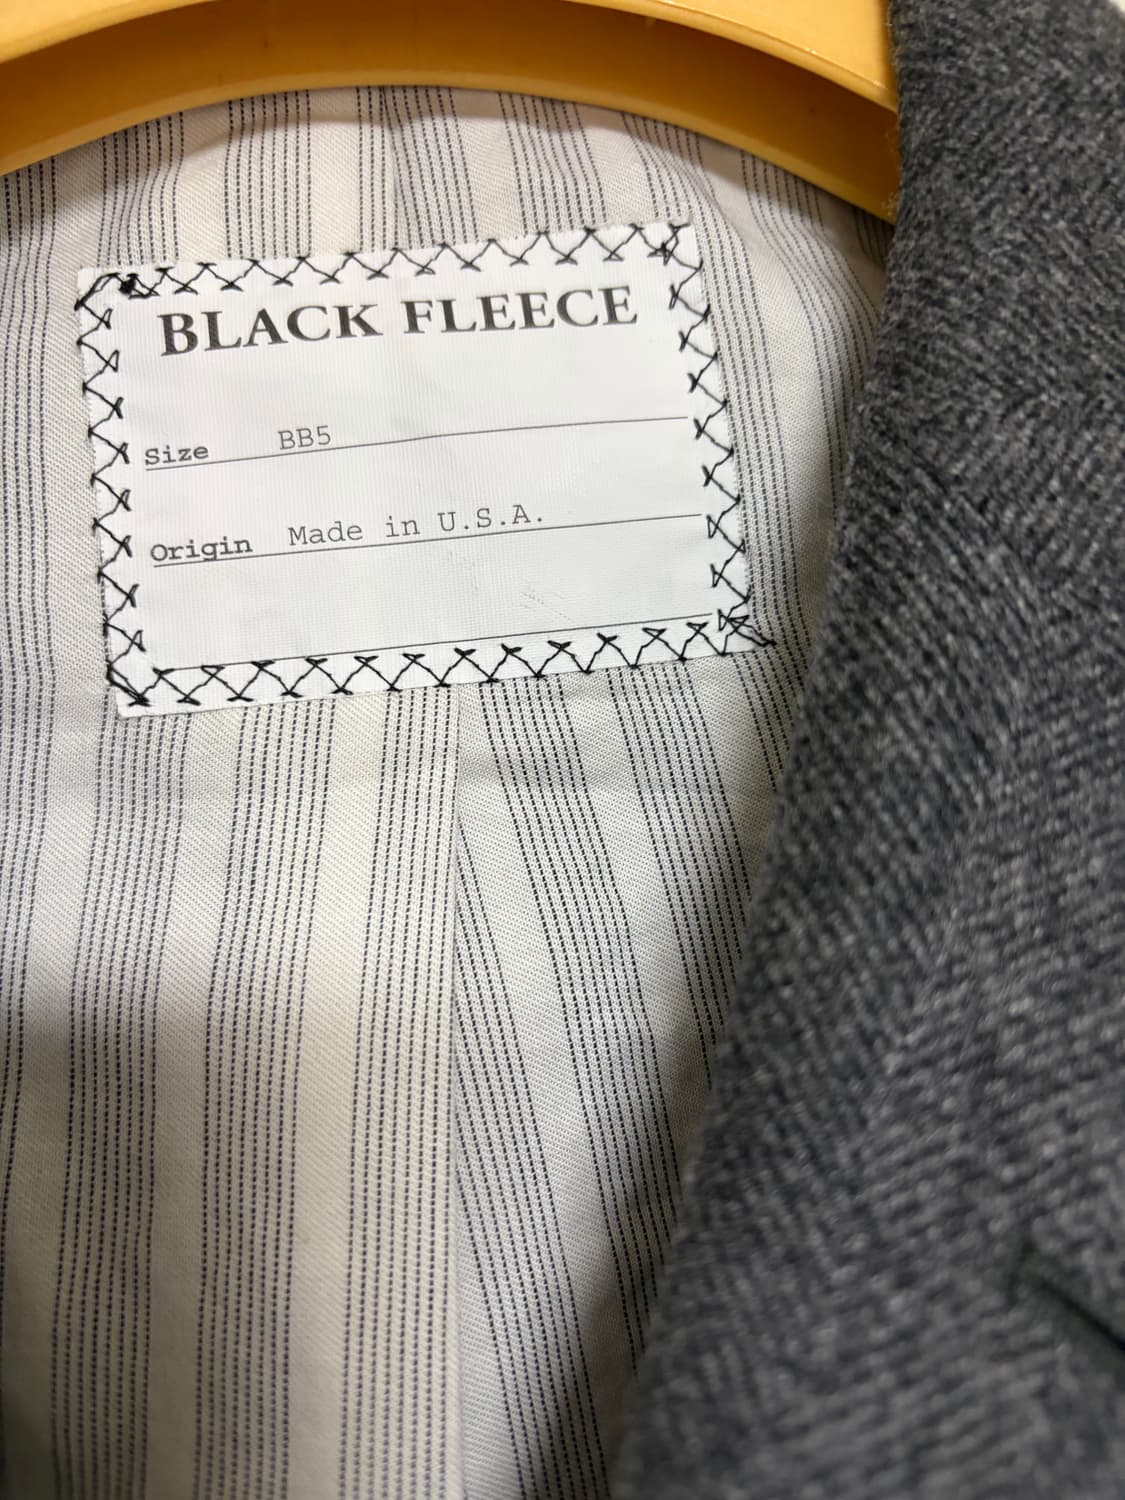 BLACK FLEECE
Size BB5
Origin Made in U.S.A.